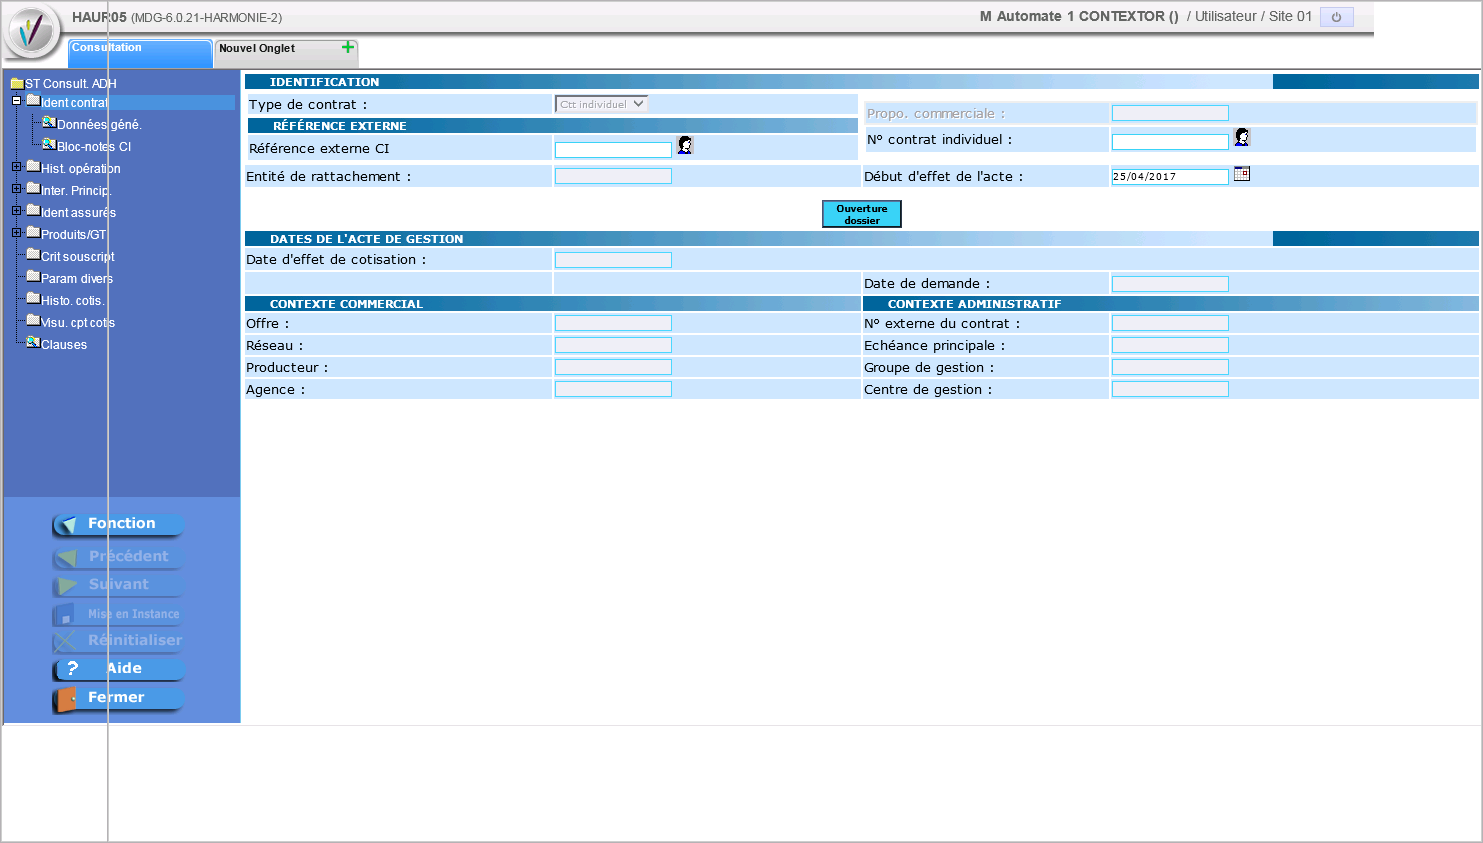 HAUR05 (MDG-6.0.21-HARMONIE-2)
M Automate 1 CONTEXTOR () / Utilisateur / Site 01
Consultation
Nouvel Onglet
ST Consult. ADH
Ident contrat
Données géné.
Bloc-notes CI
Hist. opération
Inter. Princip.
Ident assurés
Produits/GT
Crit souscript
Param divers
Histo. cotis.
Visu. cpt cotis
Clauses
Fonction
Précédent
Suivant
Mise en Instance
Réinitialiser
? Aide
Fermer
IDENTIFICATION
Type de contrat :
Ctt individuel
Propo. commerciale :
RÉFÉRENCE EXTERNE
N° contrat individuel :
Référence externe CI
Entité de rattachement :
Début d'effet de l'acte :
25/04/2017
Ouverture
dossier
DATES DE L'ACTE DE GESTION
Date d'effet de cotisation :
Date de demande :
CONTEXTE COMMERCIAL
CONTEXTE ADMINISTRATIF
Offre :
N° externe du contrat :
Réseau :
Echéance principale :
Producteur :
Groupe de gestion :
Agence :
Centre de gestion :